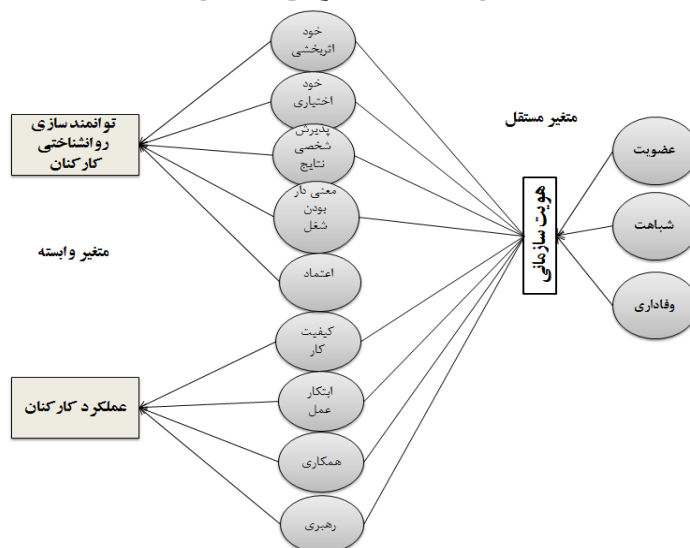 متغیر مستقل
عضویت
شباهت
وفاداری
هویت سازمانی
خود
اثربخشی
خود
اختیاری
پذیرش
شخصی
نتایج
معنی دار
بودن
شغل
اعتماد
کیفیت
کار
ابتکار
عمل
همکاری
رهبری
توانمندسازی
روانشناختی
کارکنان
متغیر وابسته
عملکرد کارکنان